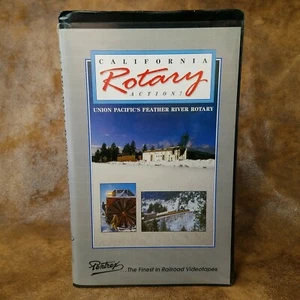 CALIFORNIA
Rotary
ACTION!
UNION PACIFIC'S FEATHER RIVER ROTARY
Pentrex
The Finest in Railroad Videotapes